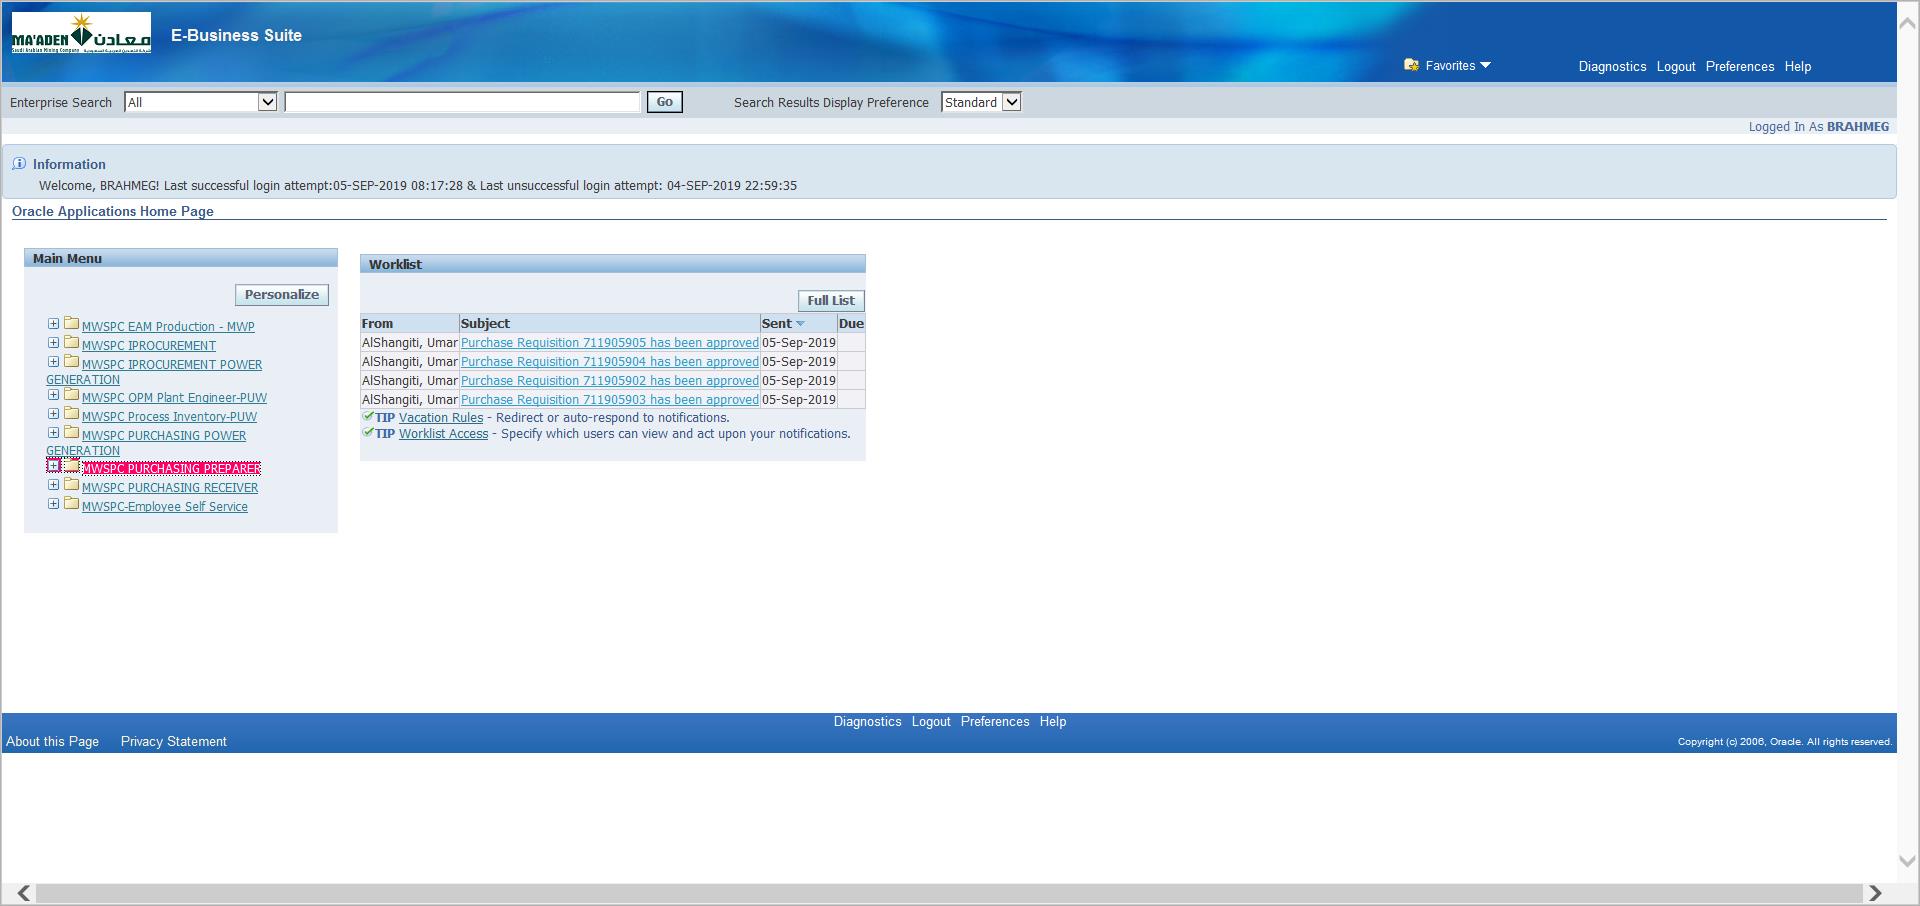 MA'ADEN معادن
Saudi Arabian Mining Company
E-Business Suite
Favorites
Diagnostics Logout Preferences Help
Enterprise Search All Go Search Results Display Preference Standard
Logged In As BRAHMEG
Information
Welcome, BRAHMEG! Last successful login attempt:05-SEP-2019 08:17:28 & Last unsuccessful login attempt: 04-SEP-2019 22:59:35
Oracle Applications Home Page
Main Menu
Personalize
MWSPC EAM Production - MWP
MWSPC IPROCUREMENT
MWSPC IPROCUREMENT POWER
GENERATION
MWSPC OPM Plant Engineer-PUW
MWSPC Process Inventory-PUW
MWSPC PURCHASING POWER
GENERATION
MWSPC PURCHASING PREPARER
MWSPC PURCHASING RECEIVER
MWSPC-Employee Self Service
Worklist
Full List
From Subject Sent Due
AlShangiti, Umar Purchase Requisition 711905905 has been approved 05-Sep-2019
AlShangiti, Umar Purchase Requisition 711905904 has been approved 05-Sep-2019
AlShangiti, Umar Purchase Requisition 711905902 has been approved 05-Sep-2019
AlShangiti, Umar Purchase Requisition 711905903 has been approved 05-Sep-2019
TIP Vacation Rules - Redirect or auto-respond to notifications.
TIP Worklist Access - Specify which users can view and act upon your notifications.
Diagnostics Logout Preferences Help
About this Page Privacy Statement
Copyright (c) 2006, Oracle. All rights reserved.